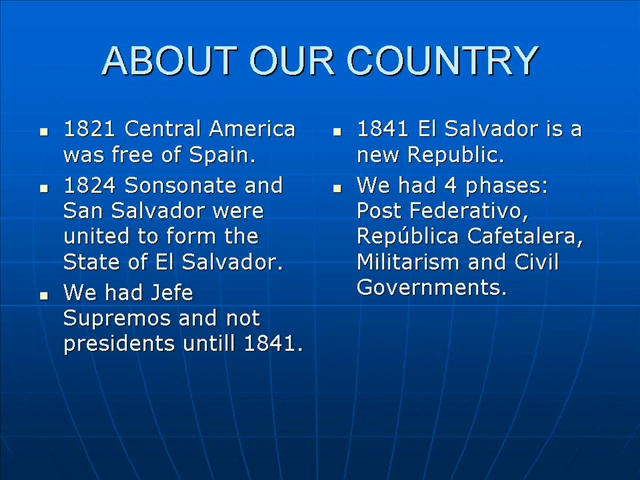 ABOUT OUR COUNTRY
1821 Central America
was free of Spain.
1824 Sonsonate and
San Salvador were
united to form the
State of El Salvador.
We had Jefe
Supremos and not
presidents untill 1841.
1841 El Salvador is a
new Republic.
We had 4 phases:
Post Federativo,
República Cafetalera,
Militarism and Civil
Governments.